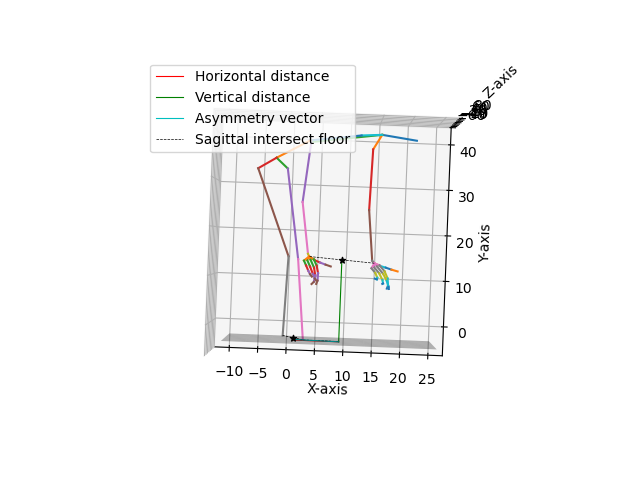 Horizontal distance
Vertical distance
Asymmetry vector
Sagittal intersect floor
Z-axis
40
30
20
10
0
Y-axis
−10 −5 0 5 10 15 20 25
X-axis